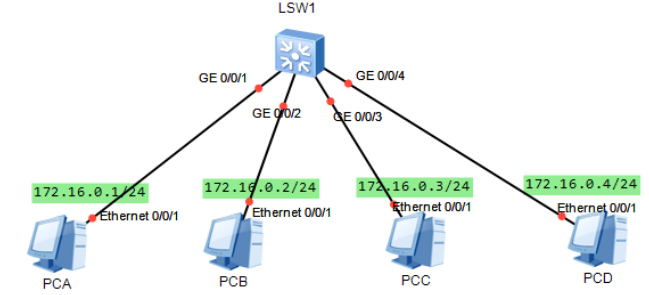 LSW1
GE 0/0/1
GE 0/0/4
GE 0/0/2
GE 0/0/3
172.16.0.1/24
172.16.0.2/24
172.16.0.3/24
172.16.0.4/24
Ethernet 0/0/1
Ethernet 0/0/1
Ethernet 0/0/1
Ethernet 0/0/1
PCA
PCB
PCC
PCD